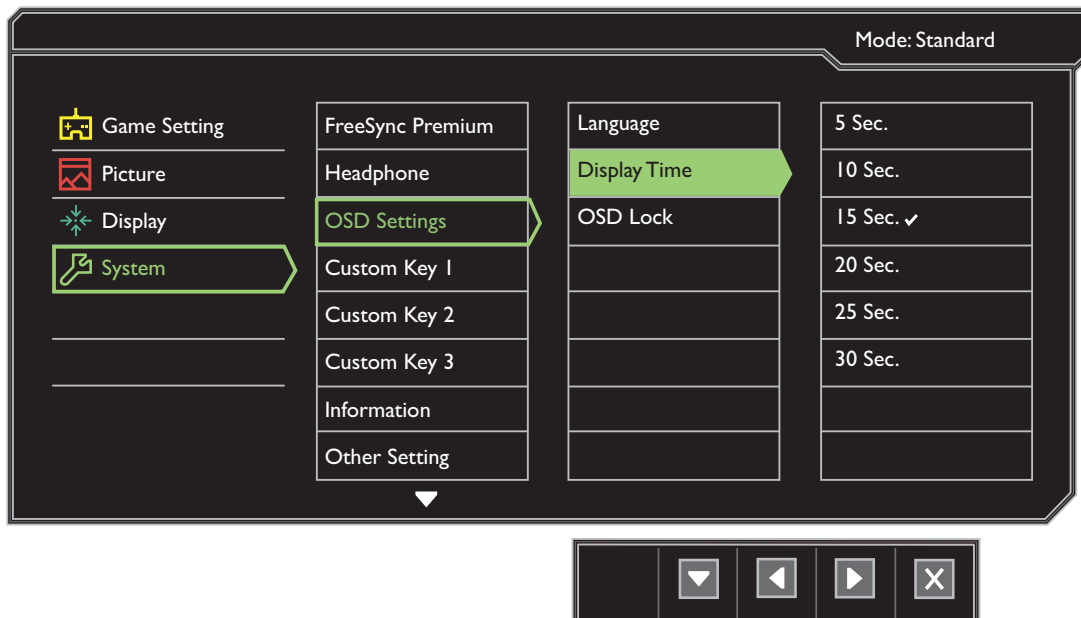 Mode: Standard
Game Setting
Picture
Display
System
FreeSync Premium
Headphone
OSD Settings
Custom Key 1
Custom Key 2
Custom Key 3
Information
Other Setting
Language
Display Time
OSD Lock
5 Sec.
10 Sec.
15 Sec.
20 Sec.
25 Sec.
30 Sec.